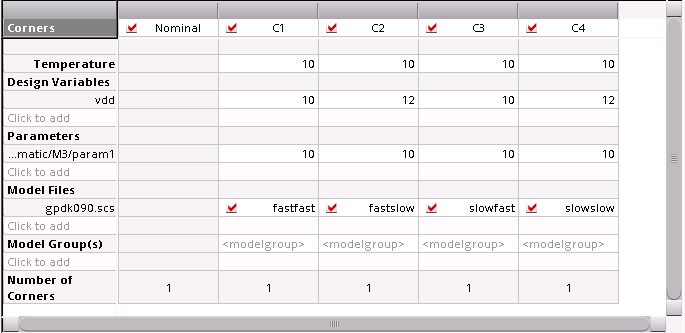 Corners Nominal C1 C2 C3 C4
Temperature 10 10 10 10
Design Variables
vdd 10 12 10 12
Click to add
Parameters
...matic/M3/param1 10 10 10 10
Click to add
Model Files
gpdk090.scs fastfast fastslow slowfast slowslow
Click to add
Model Group(s) <modelgroup> <modelgroup> <modelgroup> <modelgroup>
Click to add
Number of
Corners 1 1 1 1 1